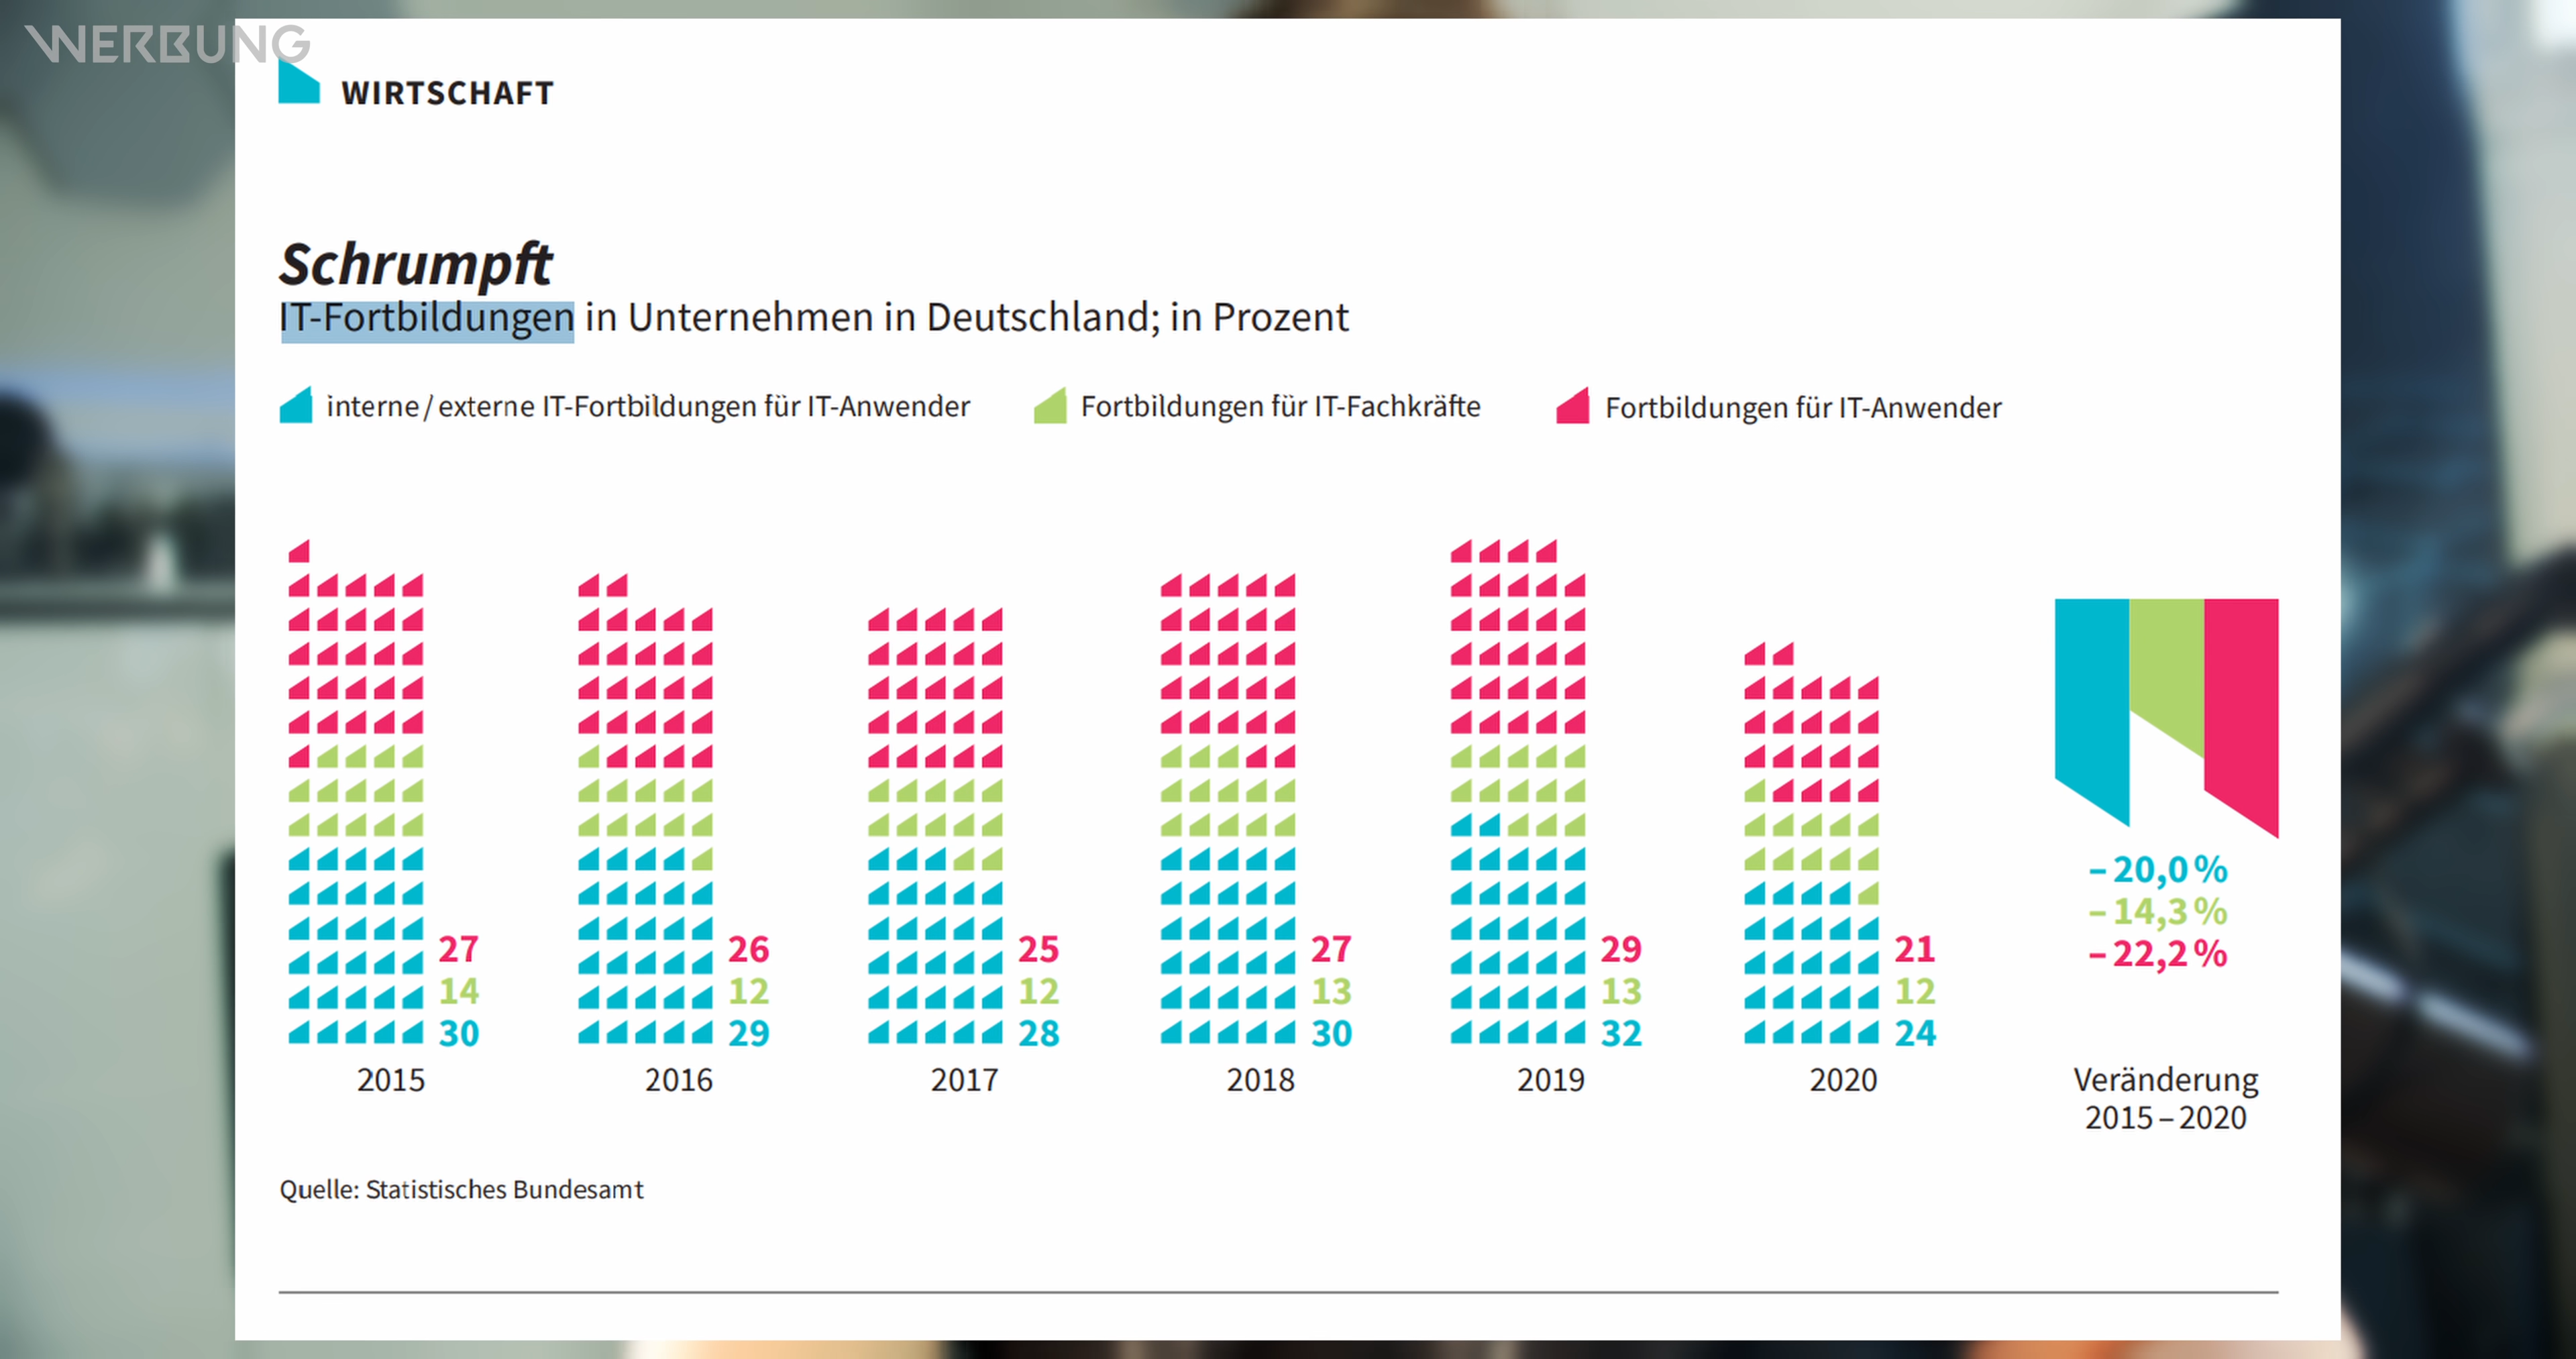 WERBUNG
WIRTSCHAFT
Schrumpft
IT-Fortbildungen in Unternehmen in Deutschland; in Prozent
interne / externe IT-Fortbildungen für IT-Anwender
Fortbildungen für IT-Fachkräfte
Fortbildungen für IT-Anwender
27
14
30
2015
26
12
29
2016
25
12
28
2017
27
13
30
2018
29
13
32
2019
21
12
24
2020
– 20,0 %
– 14,3 %
– 22,2 %
Veränderung
2015 – 2020
Quelle: Statistisches Bundesamt